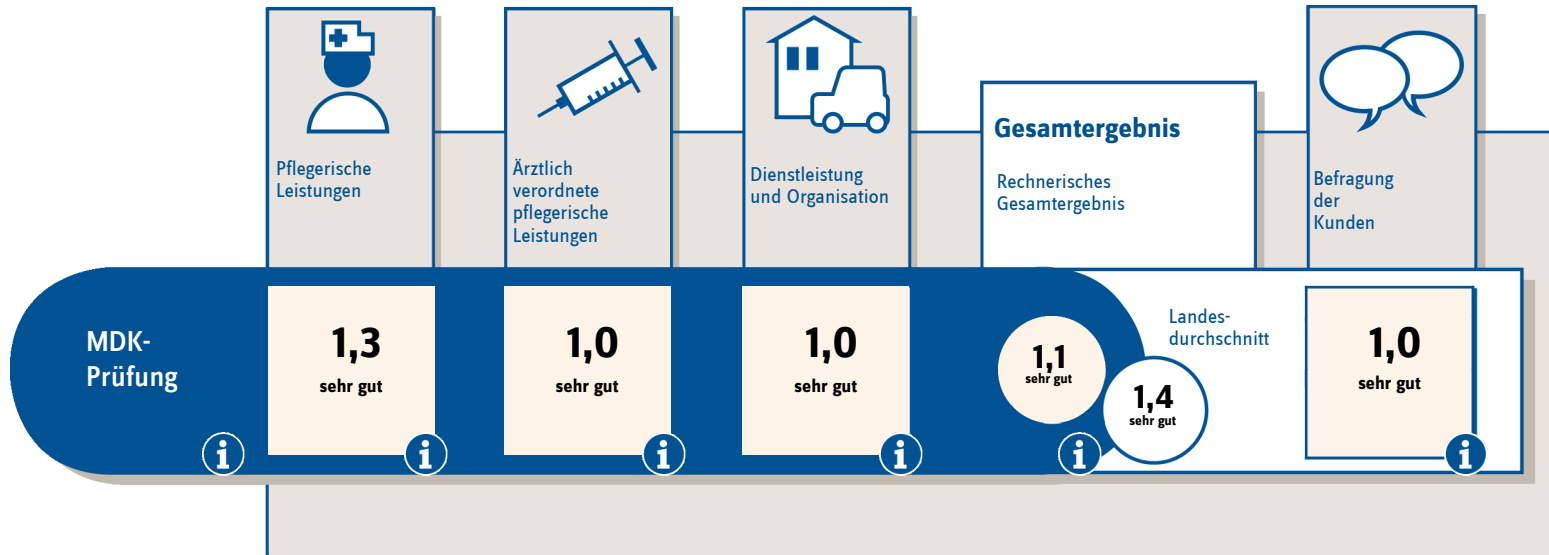 Pflegerische
Leistungen
Ärztlich
verordnete
pflegerische
Leistungen
Dienstleistung
und Organisation
Gesamtergebnis
Rechnerisches
Gesamtergebnis
Befragung
der
Kunden
MDK-
Prüfung
1,3
sehr gut
1,0
sehr gut
1,0
sehr gut
1,1
sehr gut
Landes-
durchschnitt
1,4
sehr gut
1,0
sehr gut
i
i
i
i
i
i